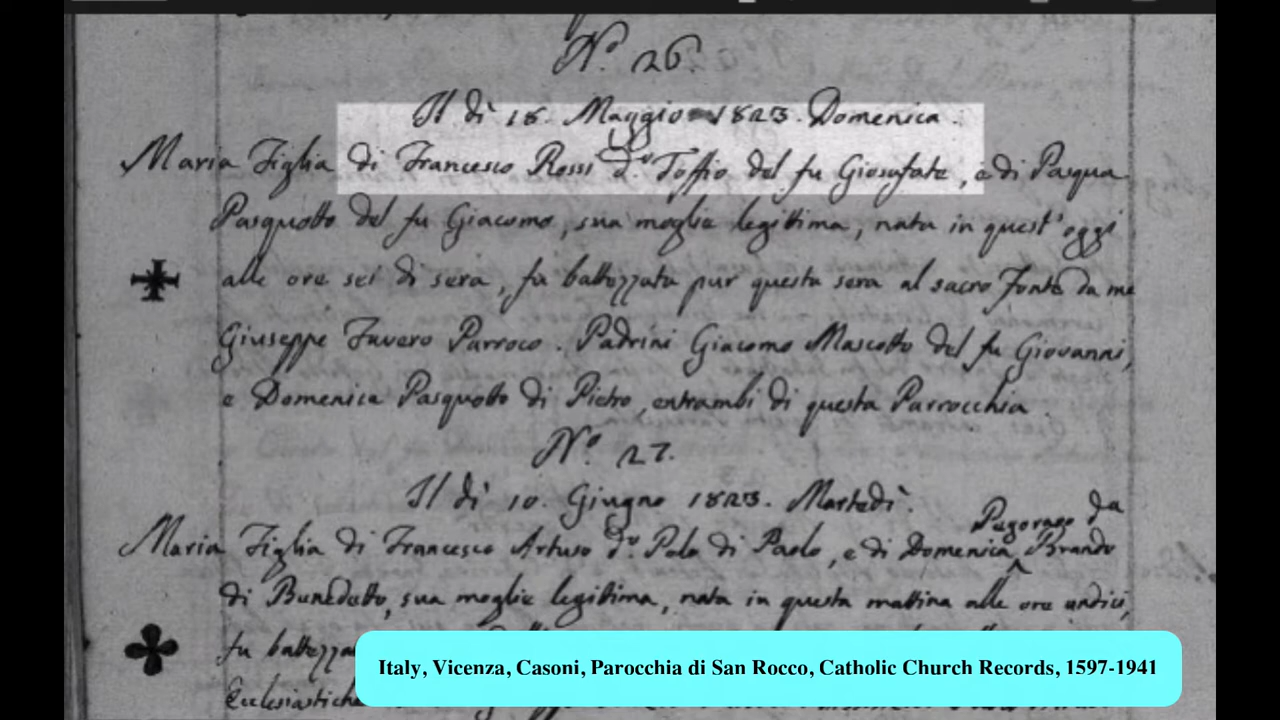 N.o 26.
Il dì 18. Maggio 1823. Domenica.
Maria Figlia di Francesco Rossi d.o Toffio del fu Giosafate, e di Pasqua
Pasquotto del fu Giacomo, sua moglie legittima, nata in quest'oggi
alle ore sei di sera, fu battezzata pur questa sera al sacro Fonte da me
Giuseppe Favero Parroco. Padrini Giacomo Mascotto del fu Giovanni,
e Domenica Pasquotto di Pietro, entrambi di questa Parrocchia.
N.o 27.
Il dì 10. Giugno 1823. Martedì.
Pegoraro da
Maria Figlia di Francesco Artuso d.o Polo di Paolo, e di Domenica Brando
di Benedetto, sua moglie legittima, nata in questa mattina alle ore undici,
fu battezza
Ecclesiastiche
Italy, Vicenza, Casoni, Parocchia di San Rocco, Catholic Church Records, 1597-1941